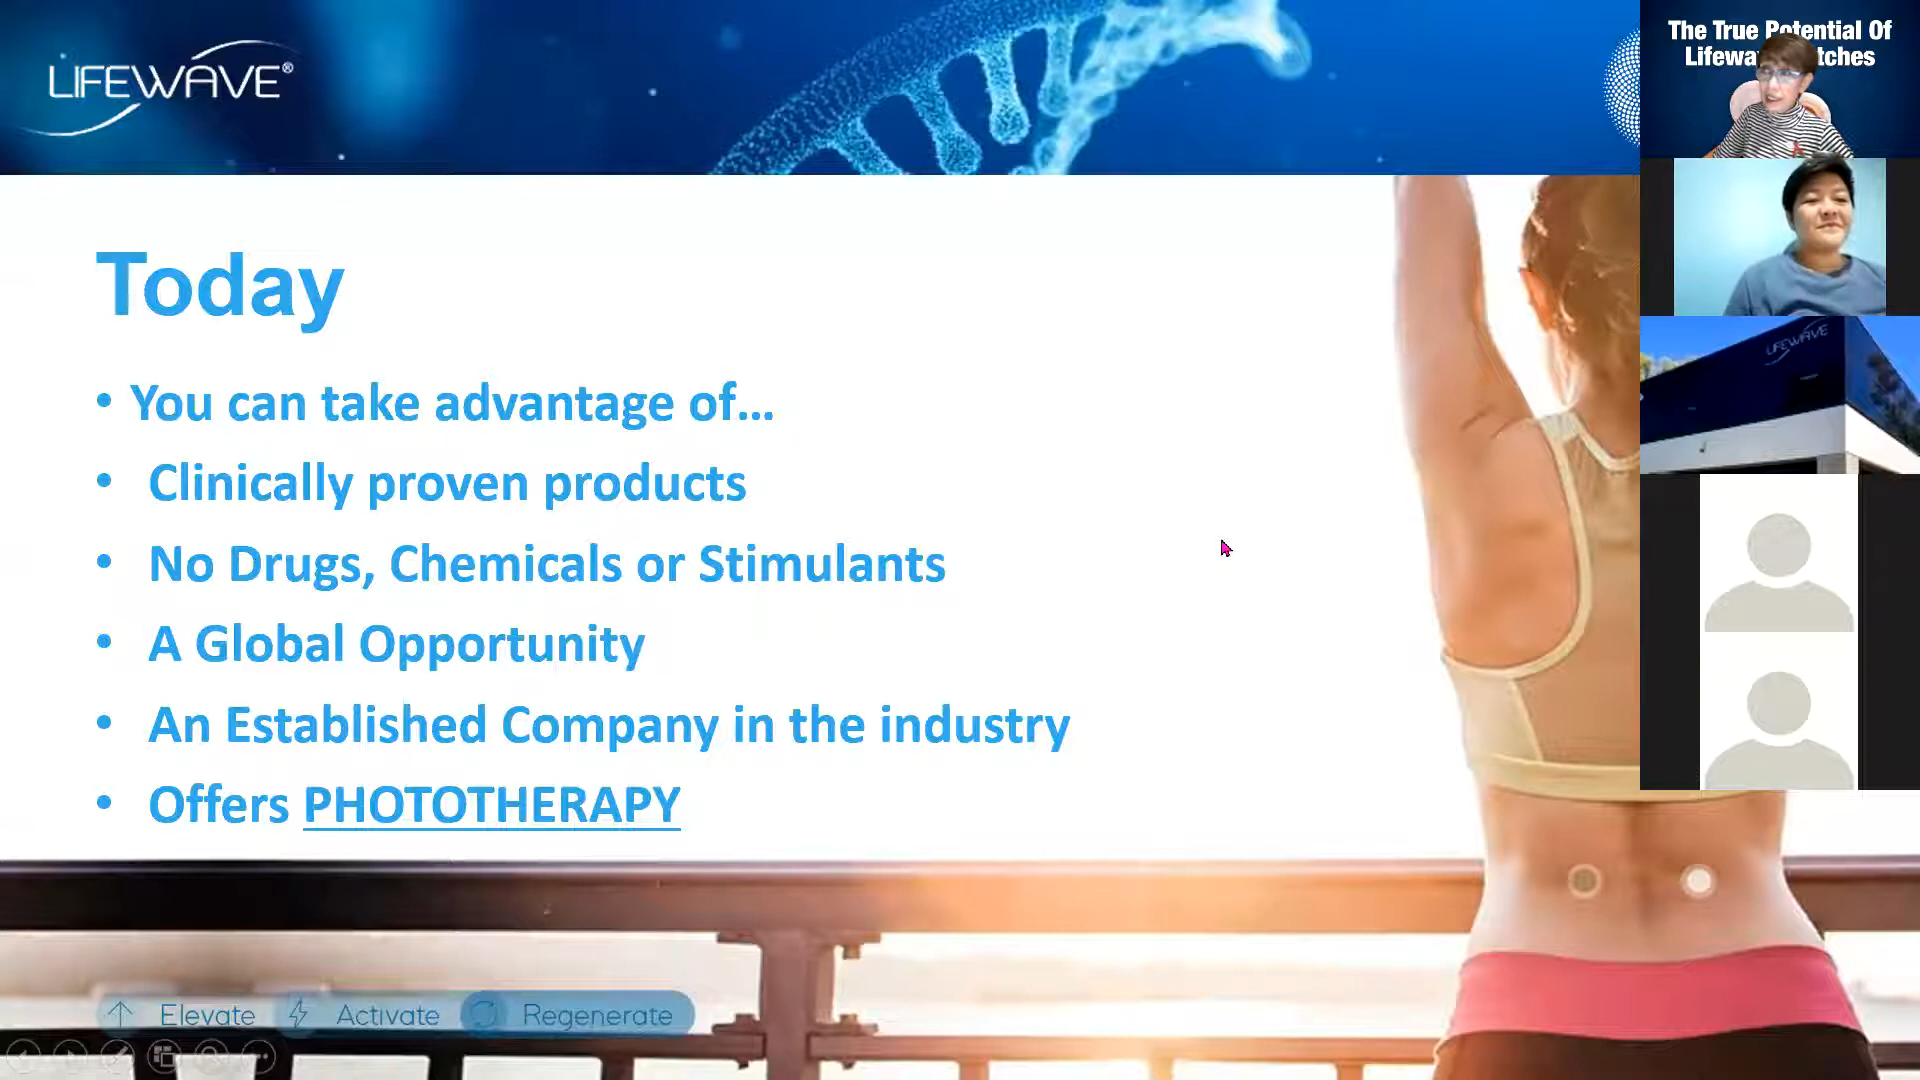 LIFEWAVE®
Today
• You can take advantage of...
• Clinically proven products
• No Drugs, Chemicals or Stimulants
• A Global Opportunity
• An Established Company in the industry
• Offers PHOTOTHERAPY
Elevate
Activate
Regenerate
The True Potential Of
LIFEWAVE